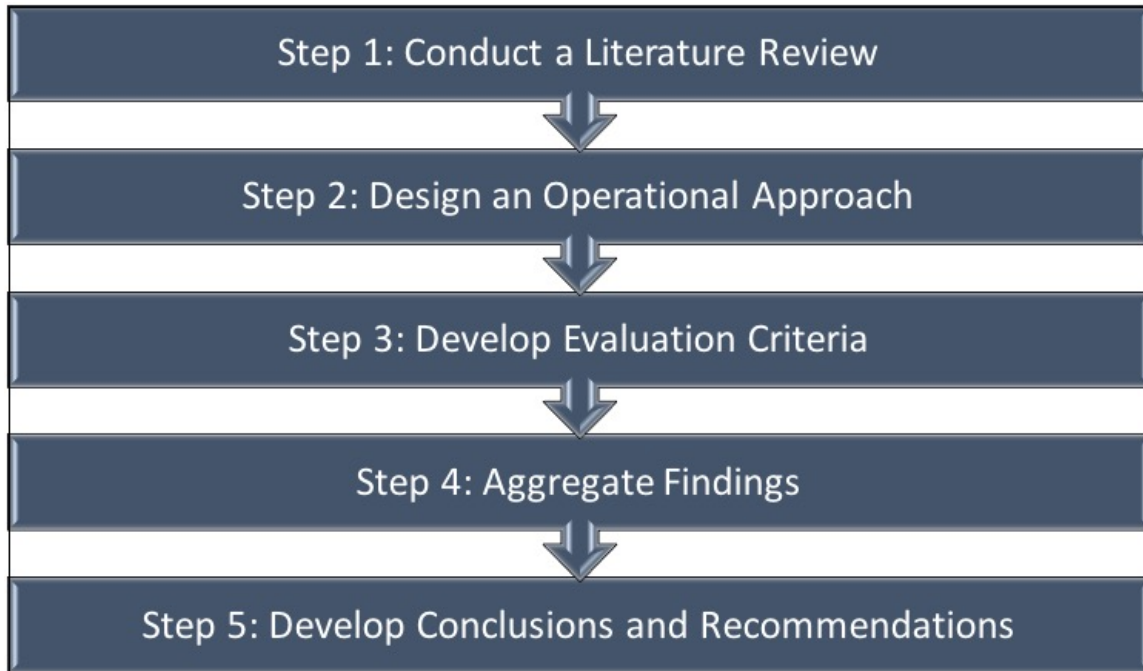 Step 1: Conduct a Literature Review
Step 2: Design an Operational Approach
Step 3: Develop Evaluation Criteria
Step 4: Aggregate Findings
Step 5: Develop Conclusions and Recommendations